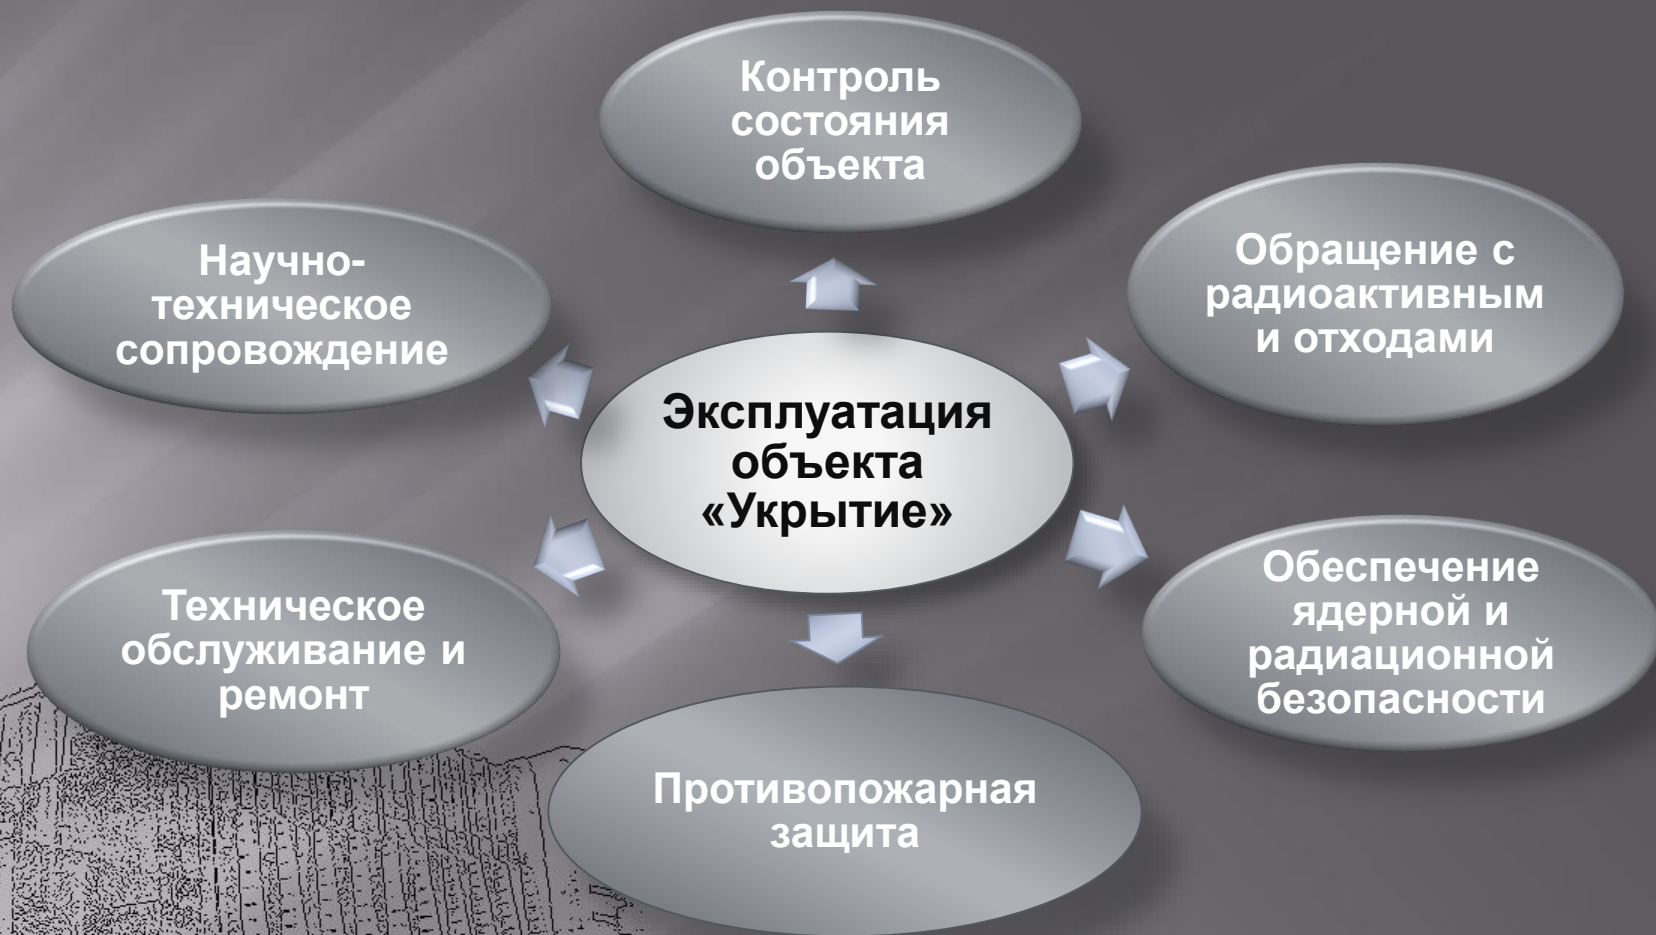 Контроль
состояния
объекта
Научно-
техническое
сопровождение
Обращение с
радиоактивным
и отходами
Эксплуатация
объекта
«Укрытие»
Техническое
обслуживание и
ремонт
Обеспечение
ядерной и
радиационной
безопасности
Противопожарная
защита